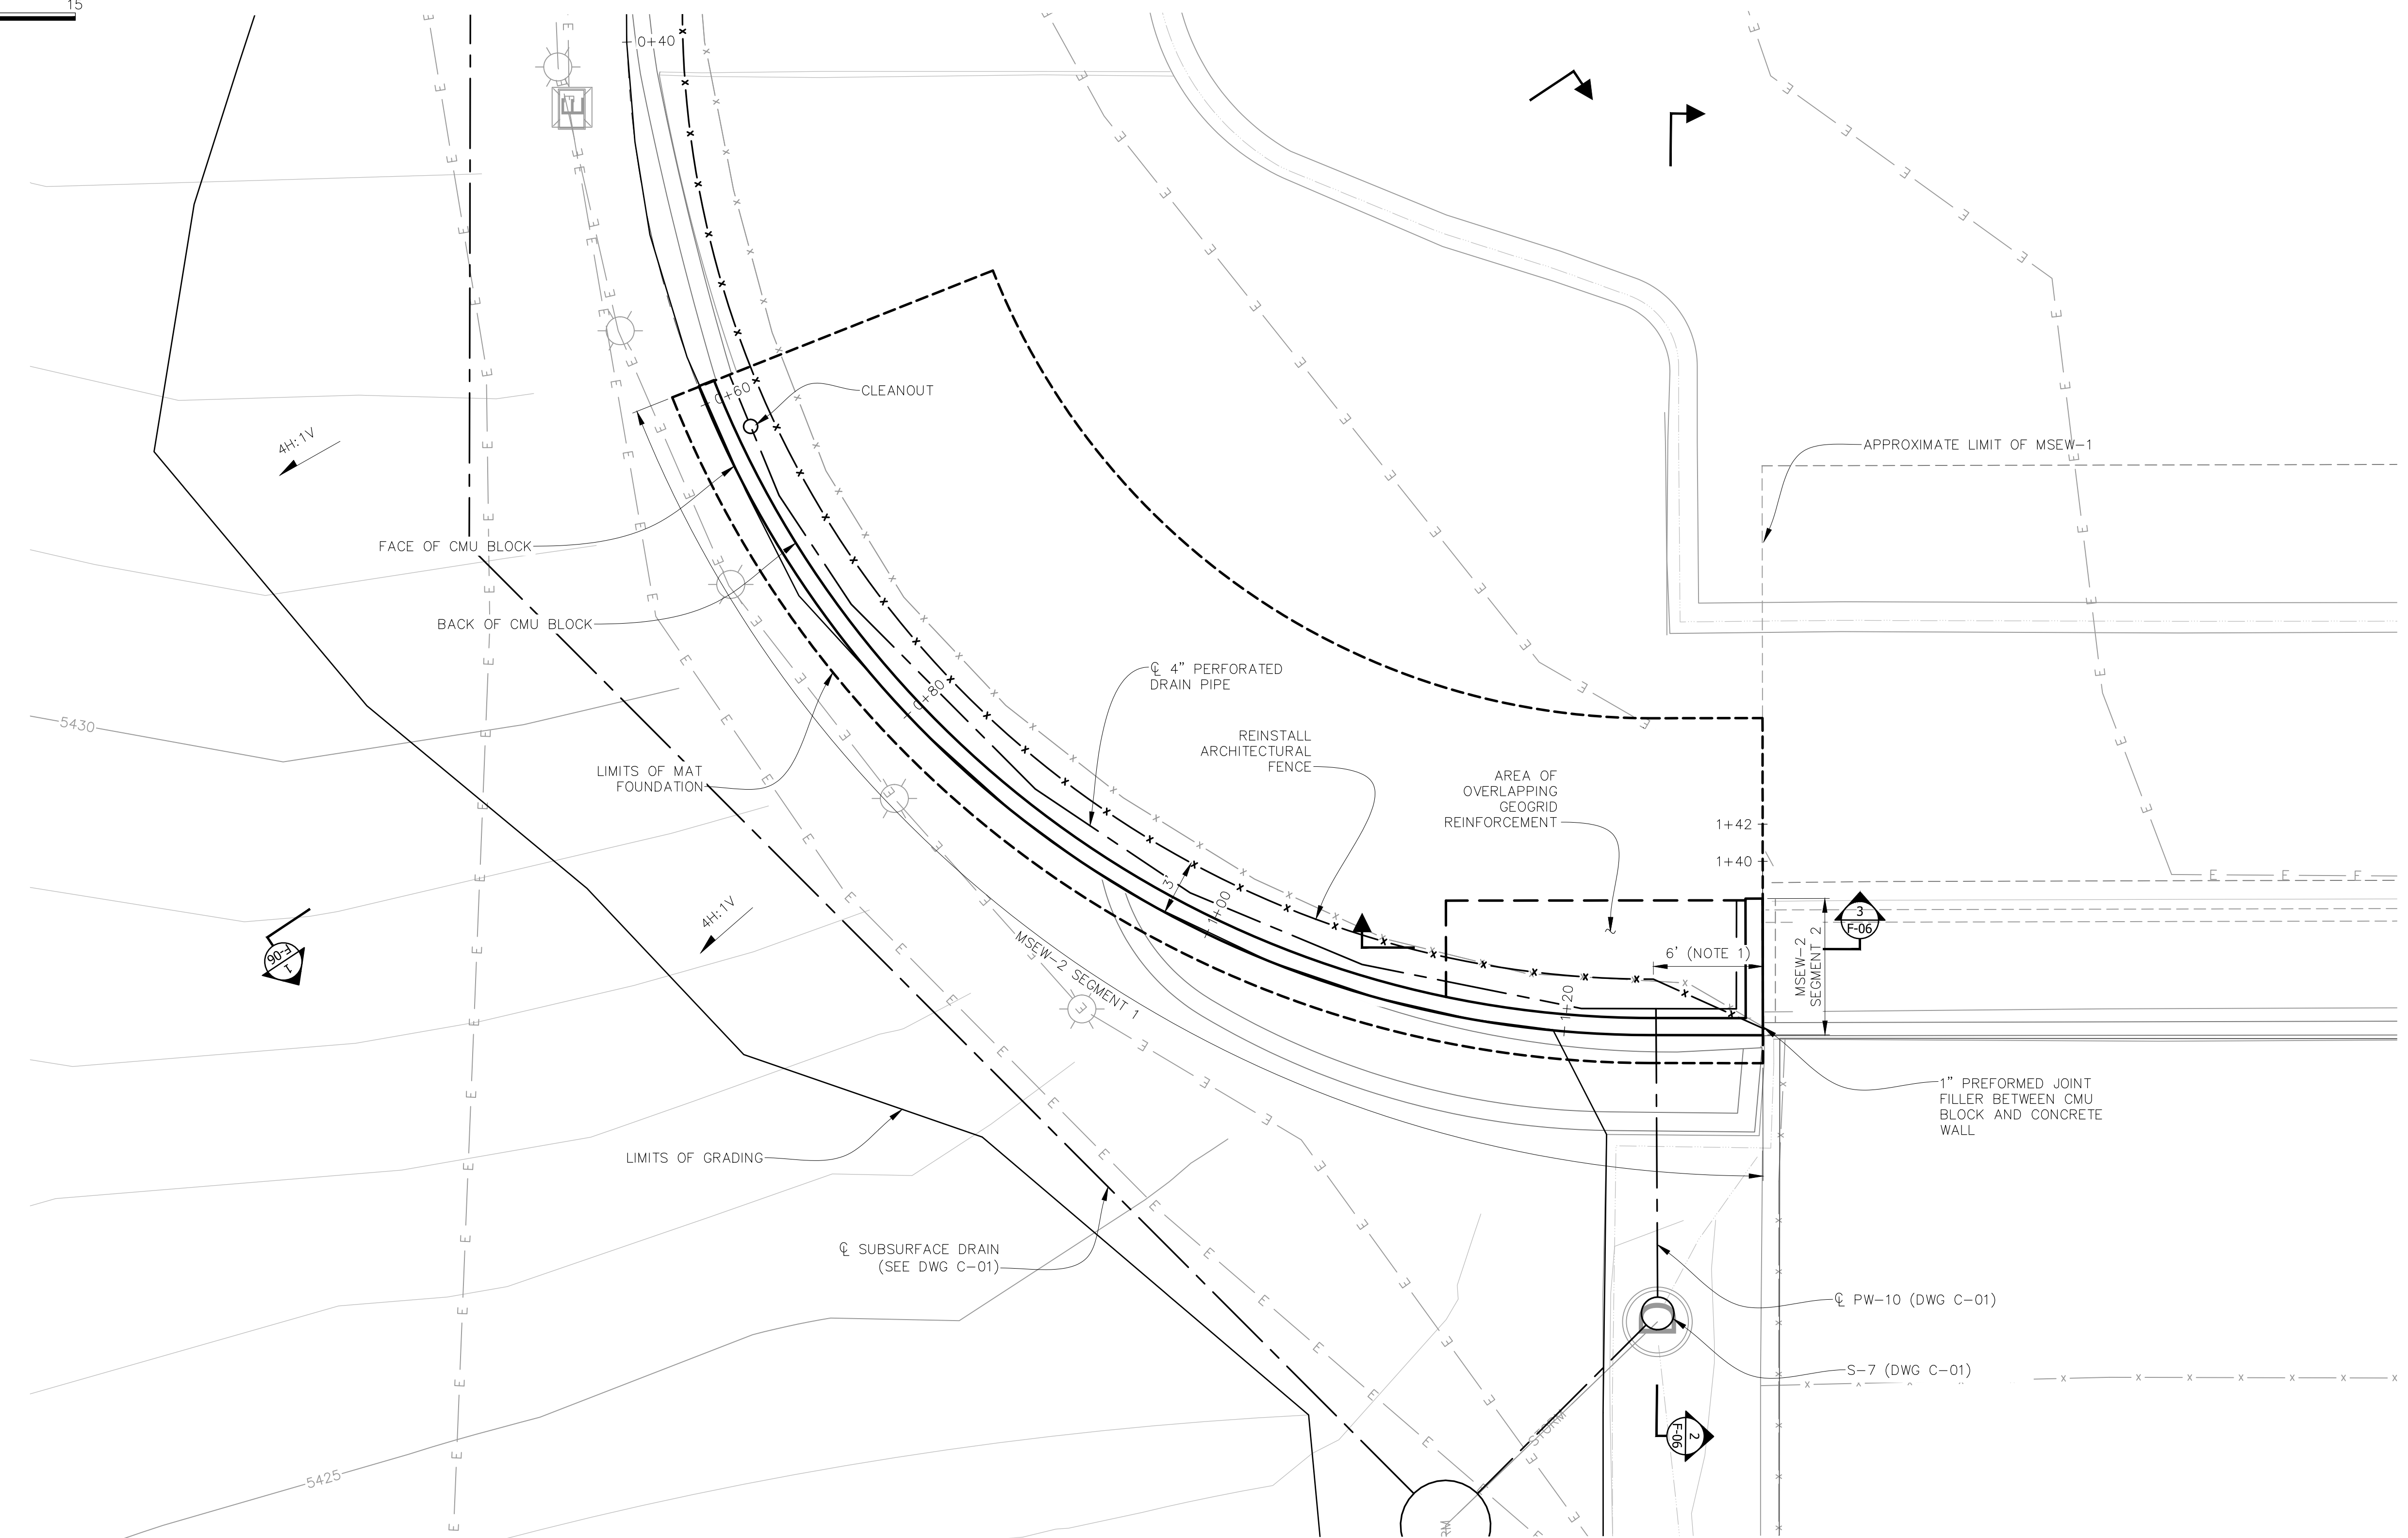 15
0+40
0+60
CLEANOUT
4H:1V
APPROXIMATE LIMIT OF MSEW-1
FACE OF CMU BLOCK
BACK OF CMU BLOCK
℄ 4" PERFORATED
DRAIN PIPE
0+80
5430
REINSTALL
ARCHITECTURAL
FENCE
LIMITS OF MAT
FOUNDATION
AREA OF
OVERLAPPING
GEOGRID
REINFORCEMENT
1+42
1+40
3'
1+00
4H:1V
3
F-06
1
F-06
MSEW-2 SEGMENT 1
6' (NOTE 1)
MSEW-2
SEGMENT 2
1+20
1" PREFORMED JOINT
FILLER BETWEEN CMU
BLOCK AND CONCRETE
WALL
LIMITS OF GRADING
℄ SUBSURFACE DRAIN
(SEE DWG C-01)
℄ PW-10 (DWG C-01)
D
S-7 (DWG C-01)
STORM
2
F-06
5425